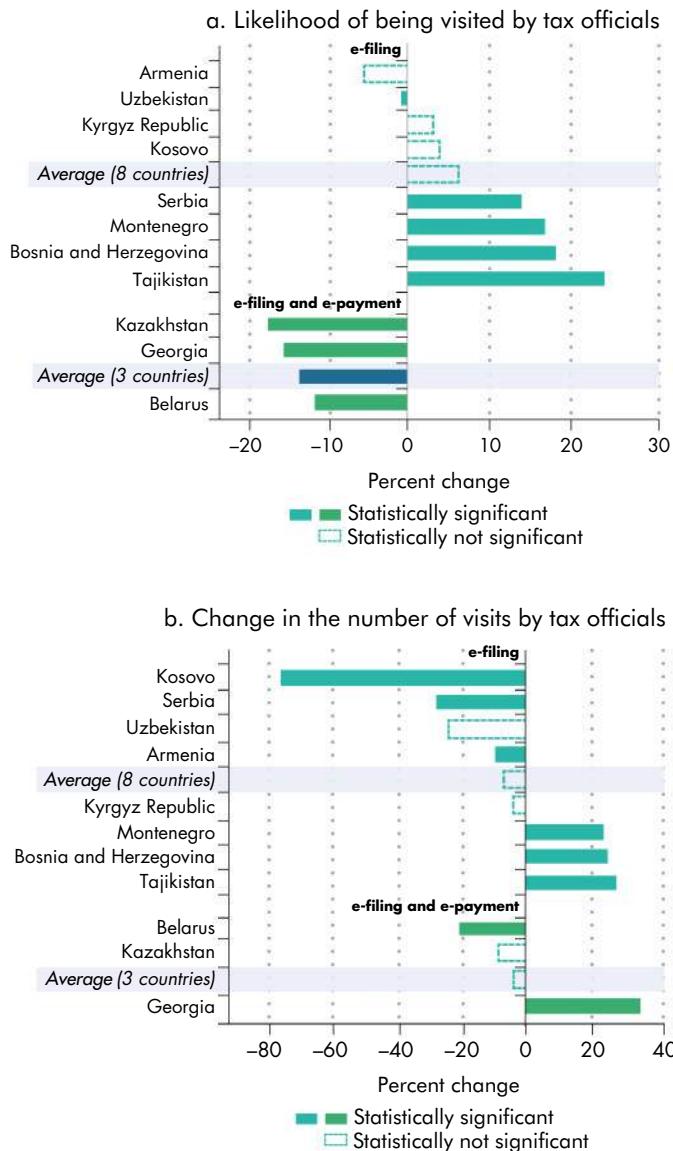 a. Likelihood of being visited by tax officials
e-filing
Armenia
Uzbekistan
Kyrgyz Republic
Kosovo
Average (8 countries)
Serbia
Montenegro
Bosnia and Herzegovina
Tajikistan
e-filing and e-payment
Kazakhstan
Georgia
Average (3 countries)
Belarus
–20 –10 0 10 20 30
Percent change
Statistically significant
Statistically not significant
b. Change in the number of visits by tax officials
e-filing
Kosovo
Serbia
Uzbekistan
Armenia
Average (8 countries)
Kyrgyz Republic
Montenegro
Bosnia and Herzegovina
Tajikistan
e-filing and e-payment
Belarus
Kazakhstan
Average (3 countries)
Georgia
–80 –60 –40 –20 0 20 40
Percent change
Statistically significant
Statistically not significant